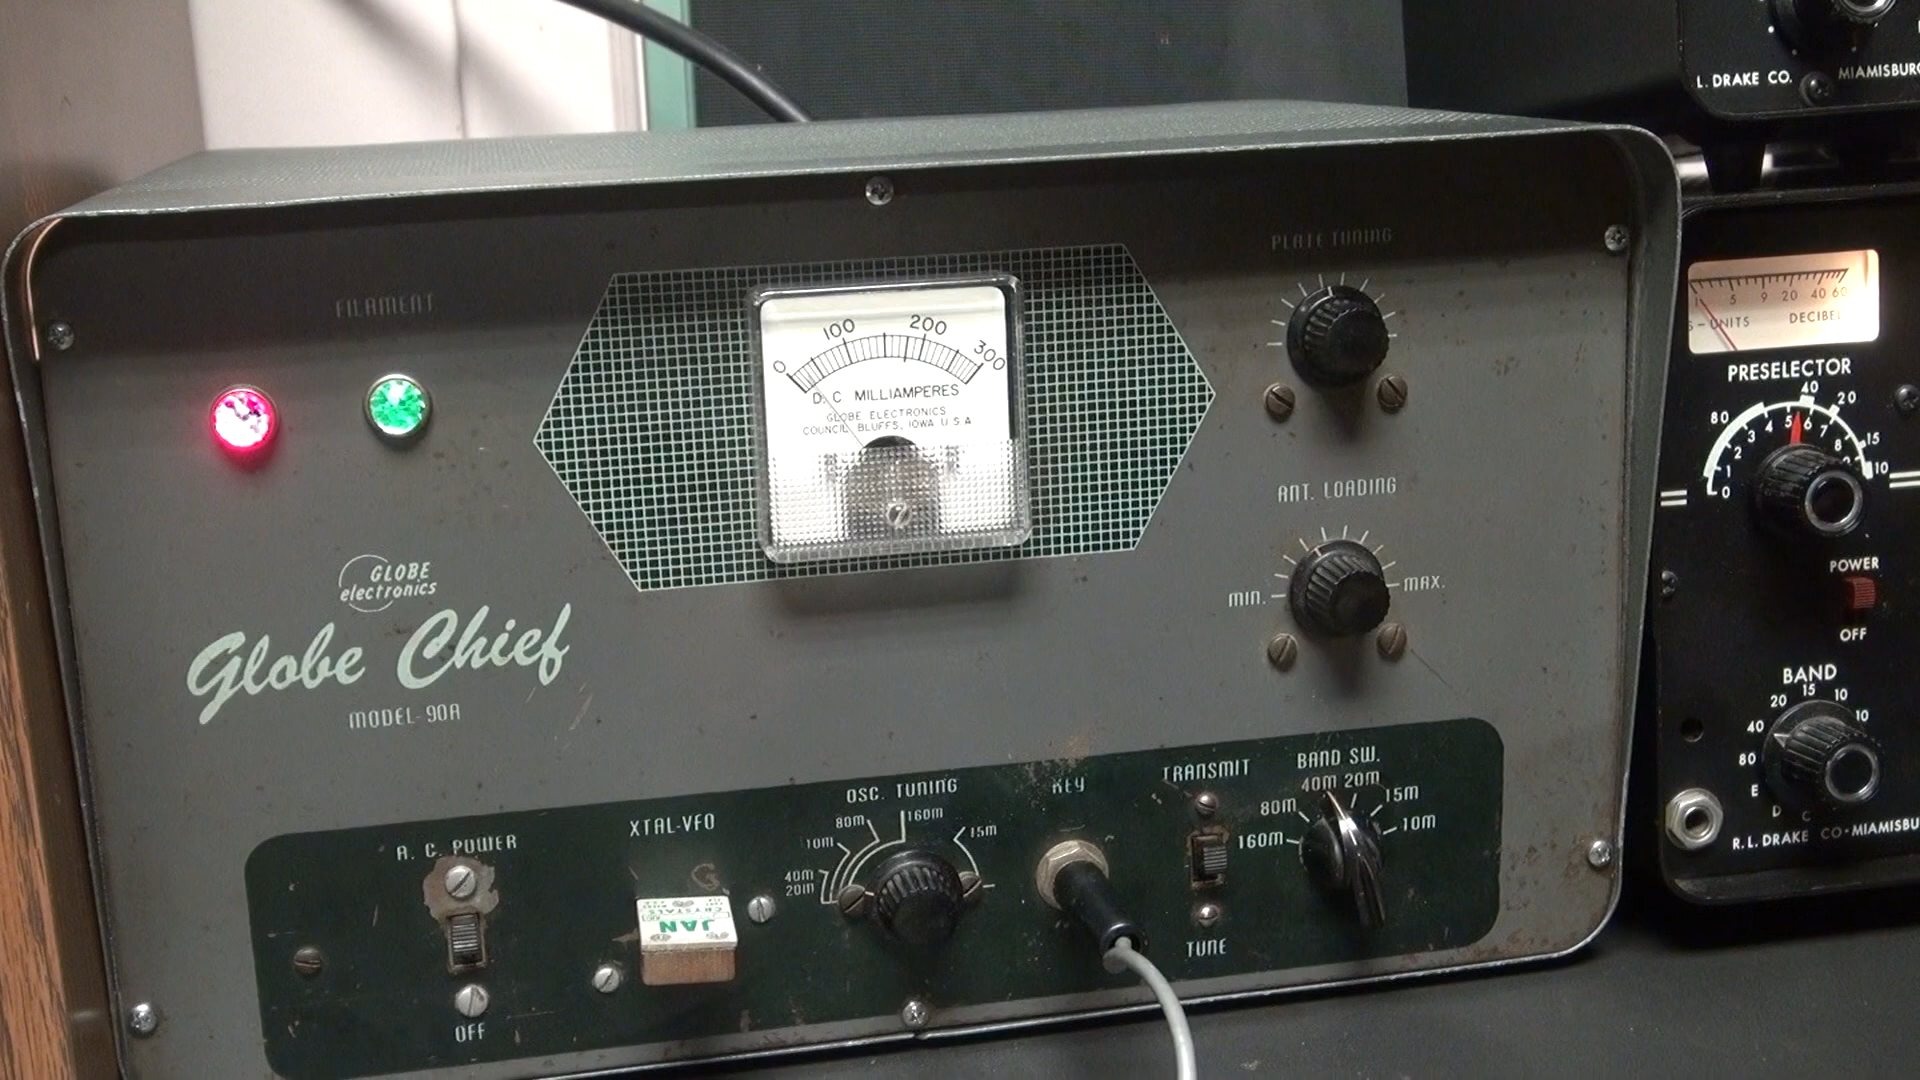 L. DRAKE CO.
MIAMISBURG
PLATE TUNING
FILAMENT
0 100 200 300
D. C MILLIAMPERES
GLOBE ELECTRONICS
COUNCIL BLUFFS, IOWA U S A
1 5 9 20 40 60
S-UNITS DECIBEL
PRESELECTOR
80 40 20 15 10
0 1 2 3 4 5 6 7 8
ANT. LOADING
MIN. MAX.
POWER
OFF
GLOBE
electronics
Globe Chief
MODEL-90A
BAND
E 80 40 20 15 10 10
D C
R. L. DRAKE CO • MIAMISBU
A. C. POWER
OFF
XTAL-VFO
JAN
CRYSTALS
OSC. TUNING
80m 160m
10m 15m
40m
20m
KEY
TRANSMIT
TUNE
BAND SW.
40m 20m
80m 15m
160m 10m